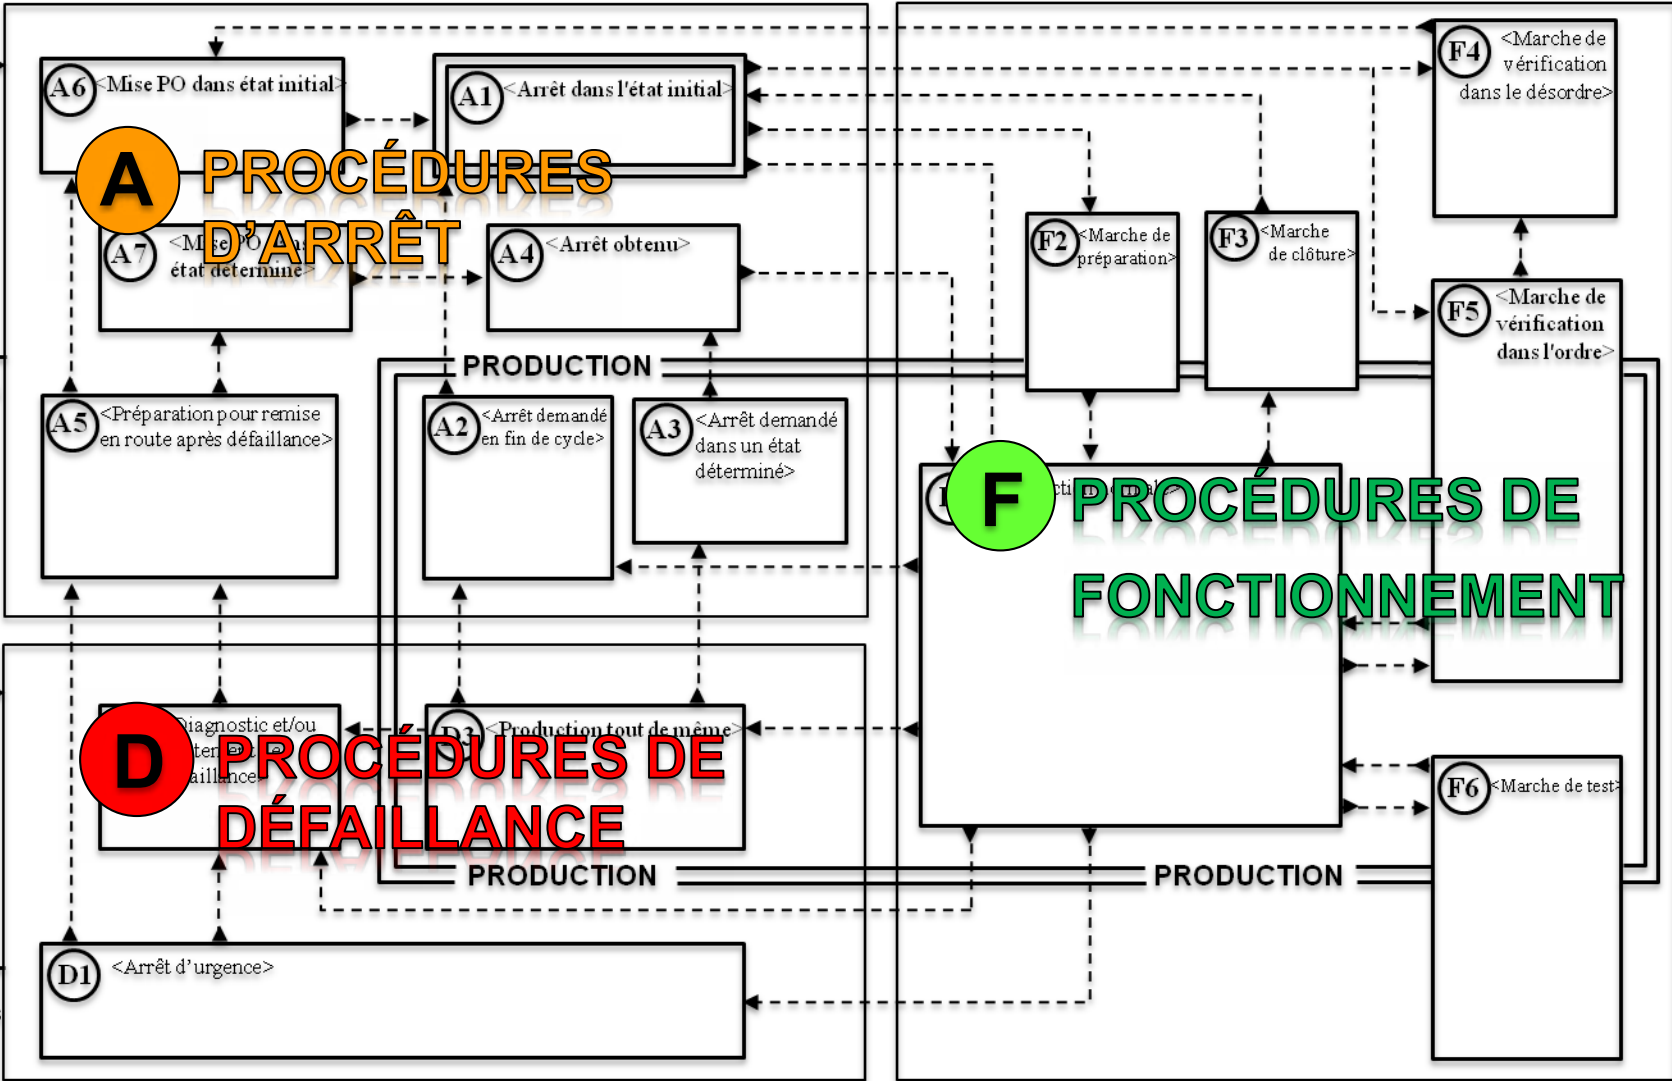 A6
<Mise PO dans état initial>
A1
<Arrêt dans l'état initial>
F4
<Marche de
vérification
dans le désordre>
A
PROCÉDURES
D’ARRÊT
A7
état déterminé>
A4
<Arrêt obtenu>
F2
<Marche de
préparation>
F3
<Marche
de clôture>
F5
<Marche de
vérification
dans l'ordre>
PRODUCTION
A5
<Préparation pour remise
en route après défaillance>
A2
<Arrêt demandé
en fin de cycle>
A3
<Arrêt demandé
dans un état
déterminé>
F
PROCÉDURES DE
FONCTIONNEMENT
Diagnostic et/ou
D3
<Production tout de même>
D
PROCÉDURES DE
DÉFAILLANCE
F6
<Marche de test>
PRODUCTION
PRODUCTION
D1
<Arrêt d’urgence>